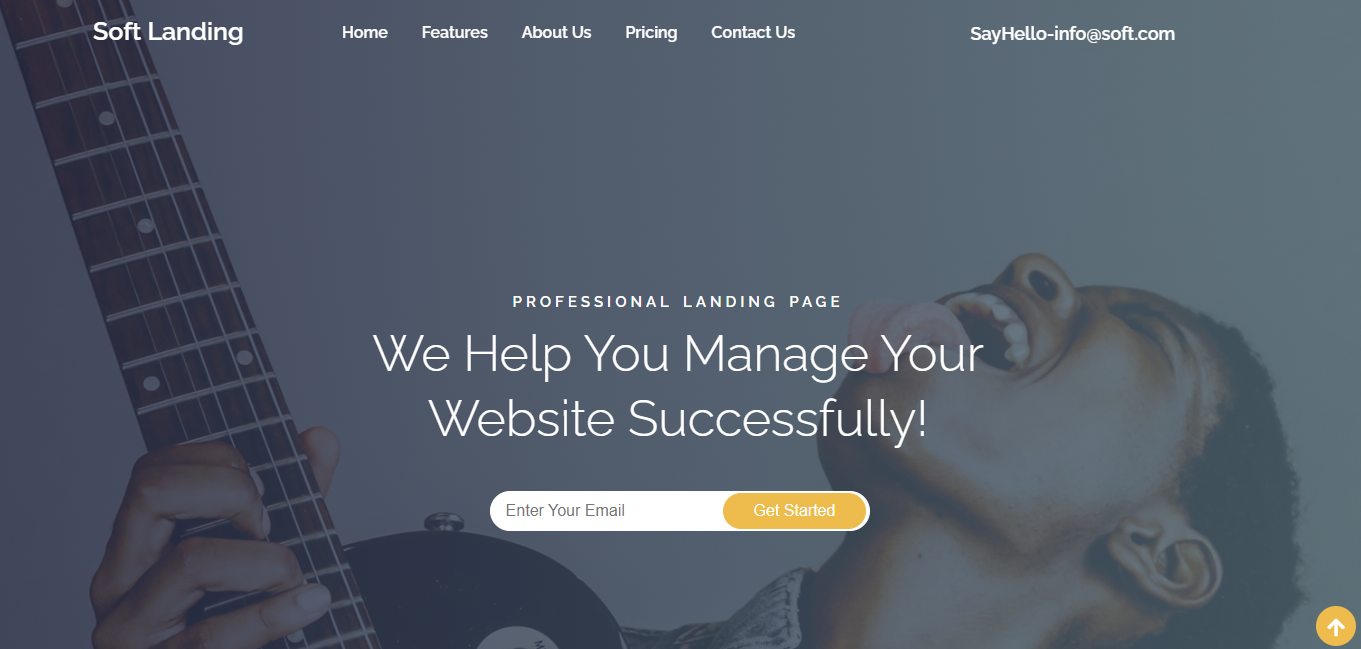 Soft Landing
Home Features About Us Pricing Contact Us
SayHello-info@soft.com
PROFESSIONAL LANDING PAGE
We Help You Manage Your
Website Successfully!
Enter Your Email
Get Started